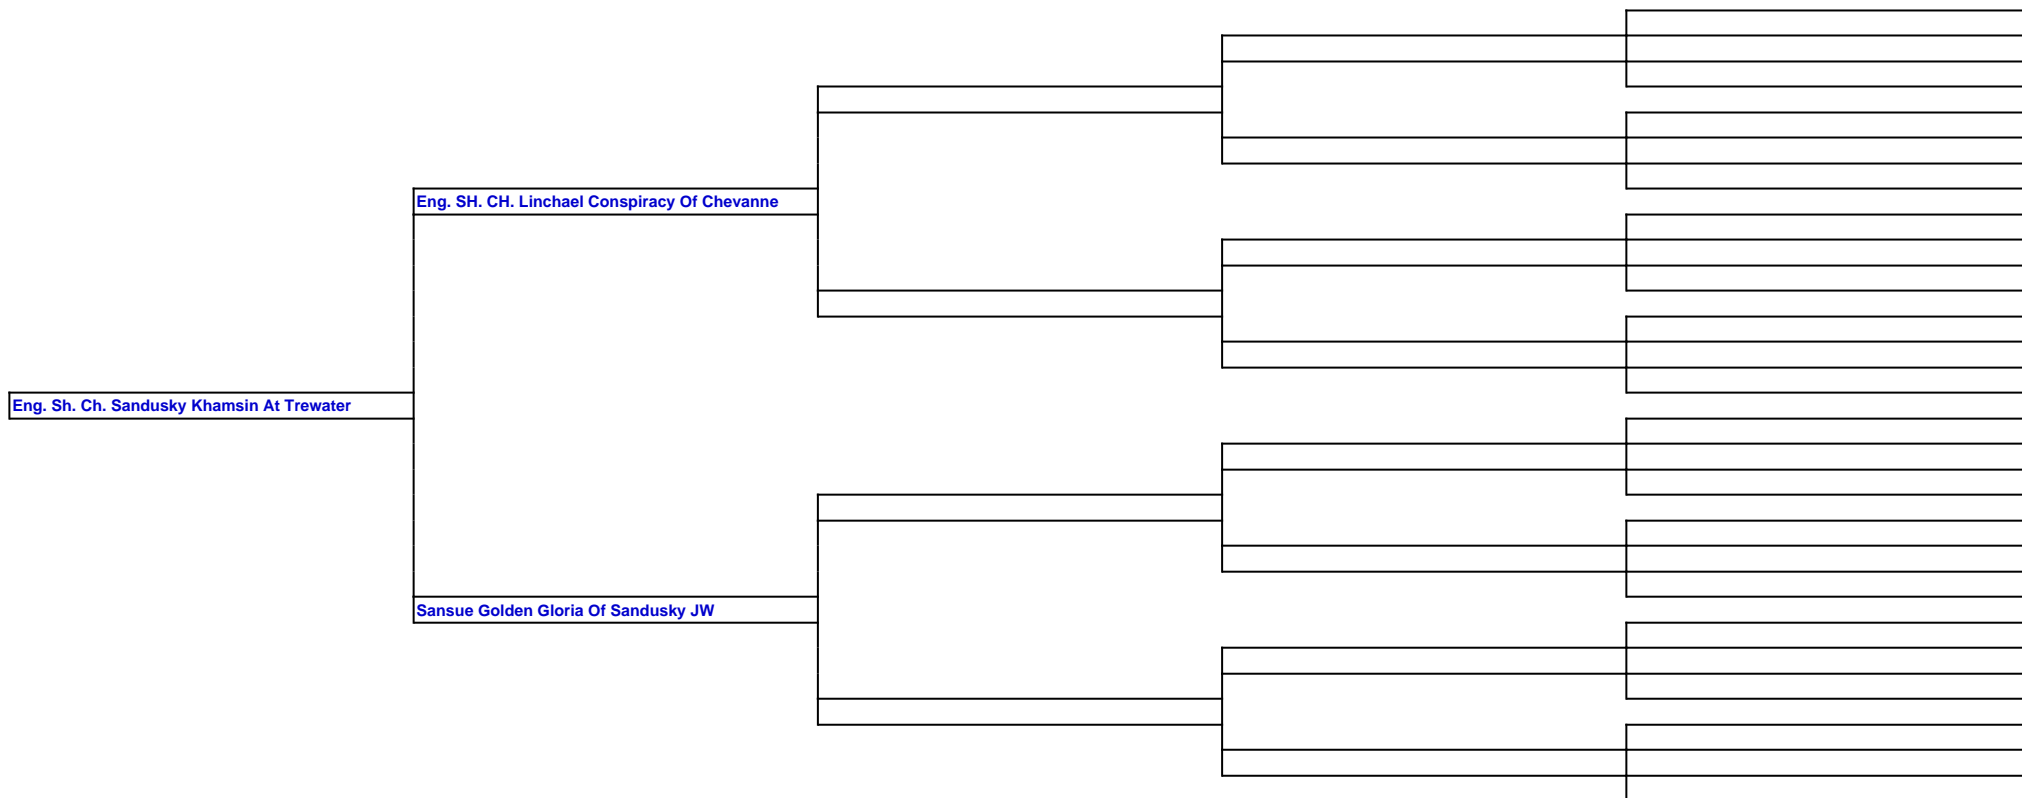 Eng. SH. CH. Linchael Conspiracy Of Chevanne
Eng. Sh. Ch. Sandusky Khamsin At Trewater
Sansue Golden Gloria Of Sandusky JW